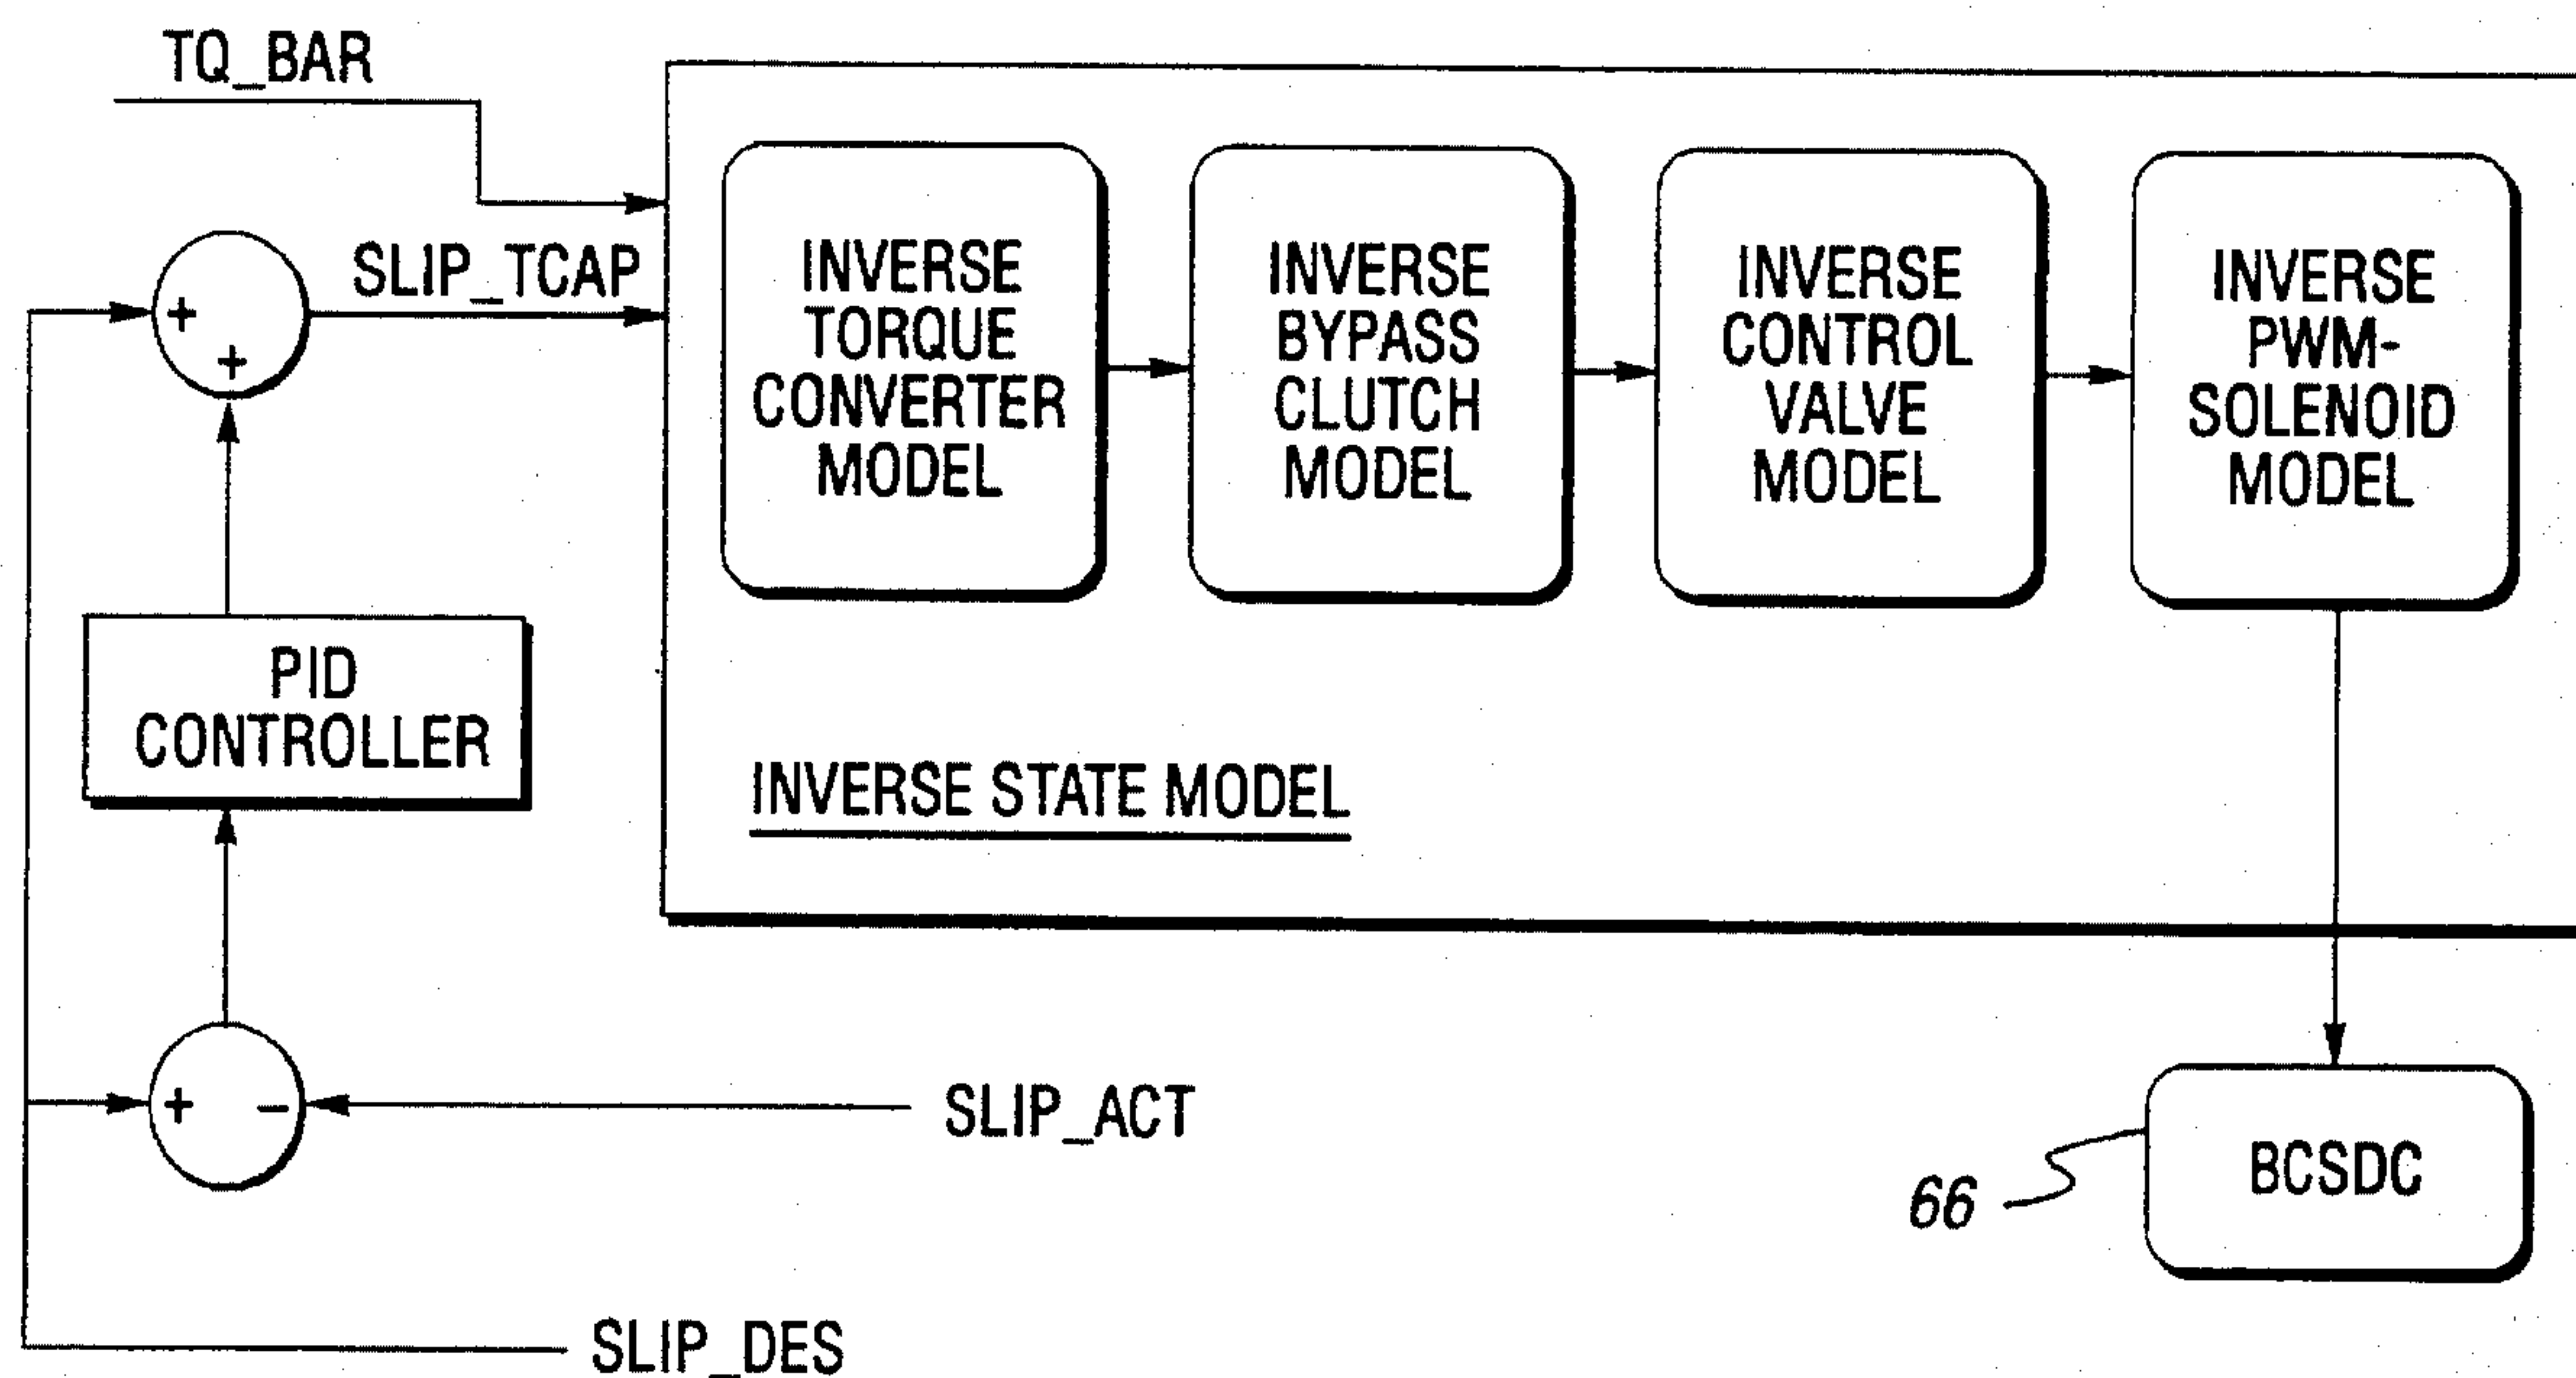 TQ_BAR
SLIP_TCAP
+
+
INVERSE
TORQUE
CONVERTER
MODEL
INVERSE
BYPASS
CLUTCH
MODEL
INVERSE
CONTROL
VALVE
MODEL
INVERSE
PWM-
SOLENOID
MODEL
PID
CONTROLLER
INVERSE STATE MODEL
+ −
SLIP_ACT
66
BCSDC
SLIP_DES